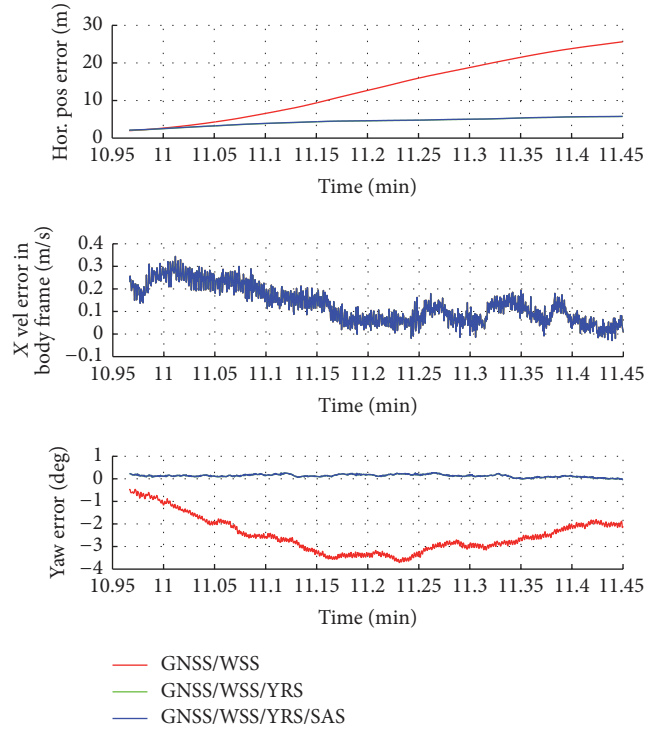 Hor. pos error (m)
30
20
10
0
10.95 11 11.05 11.1 11.15 11.2 11.25 11.3 11.35 11.4 11.45
Time (min)
X vel error in
body frame (m/s)
0.4
0.3
0.2
0.1
0
−0.1
10.95 11 11.05 11.1 11.15 11.2 11.25 11.3 11.35 11.4 11.45
Time (min)
Yaw error (deg)
1
0
−1
−2
−3
−4
10.95 11 11.05 11.1 11.15 11.2 11.25 11.3 11.35 11.4 11.45
Time (min)
GNSS/WSS
GNSS/WSS/YRS
GNSS/WSS/YRS/SAS